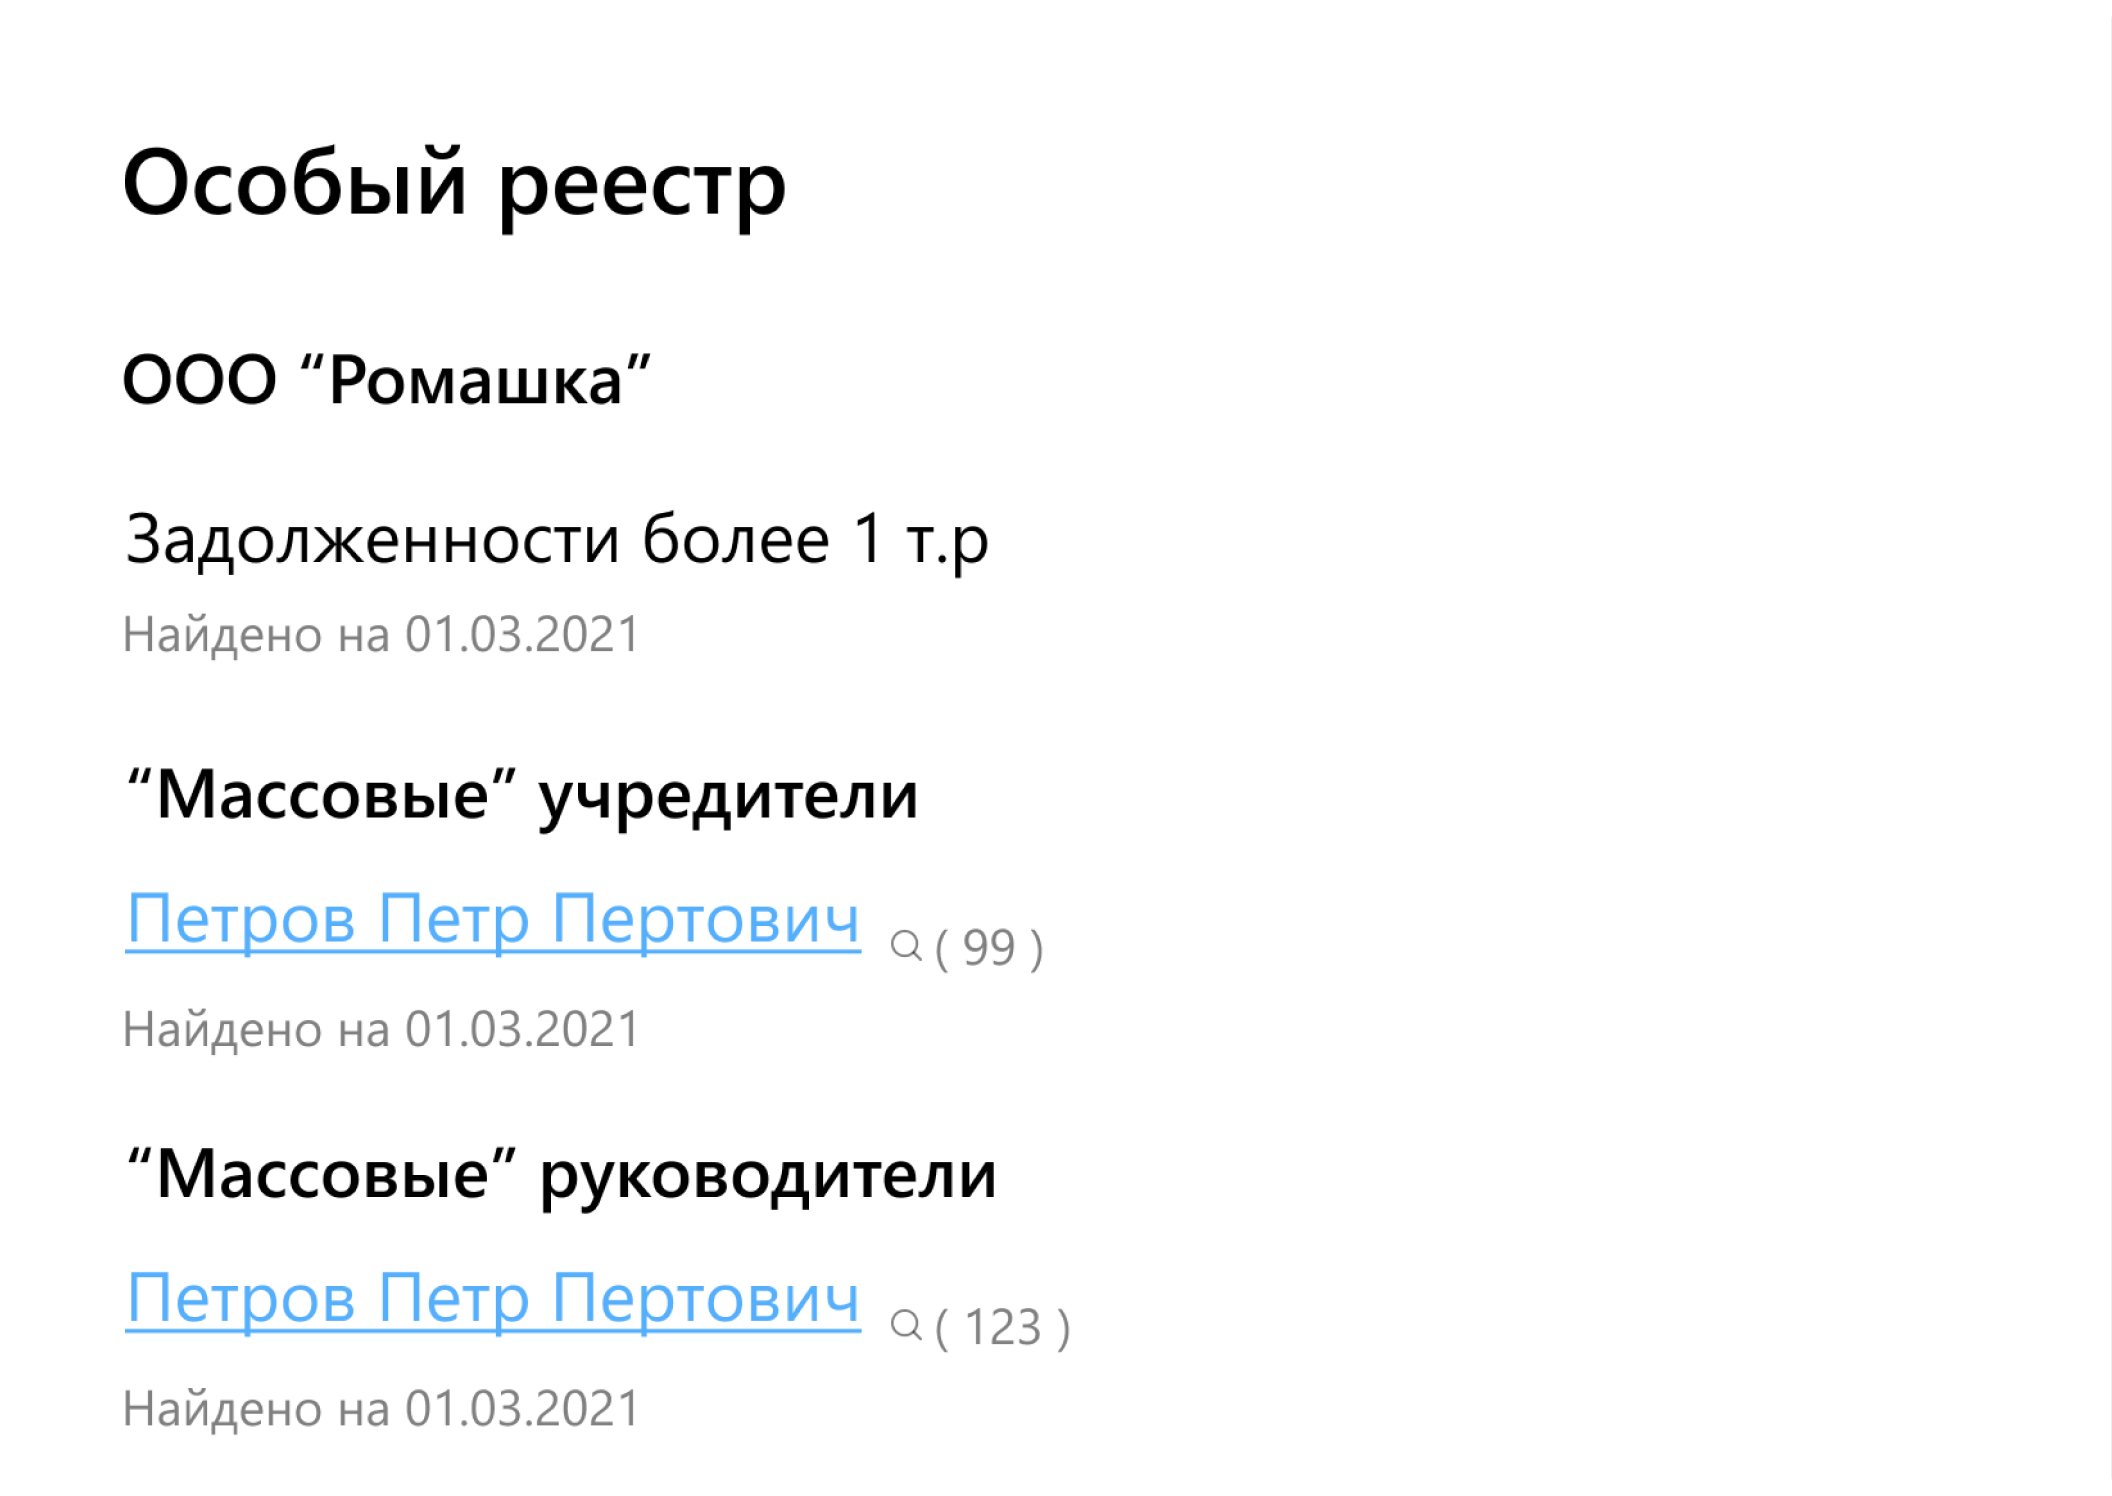 Особый реестр
ООО “Ромашка”
Задолженности более 1 т.р
Найдено на 01.03.2021
“Массовые” учредители
Петров Петр Пертович ( 99 )
Найдено на 01.03.2021
“Массовые” руководители
Петров Петр Пертович ( 123 )
Найдено на 01.03.2021